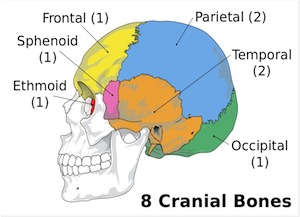 Frontal (1)
Parietal (2)
Sphenoid
(1)
Temporal
(2)
Ethmoid
(1)
Occipital
(1)
8 Cranial Bones